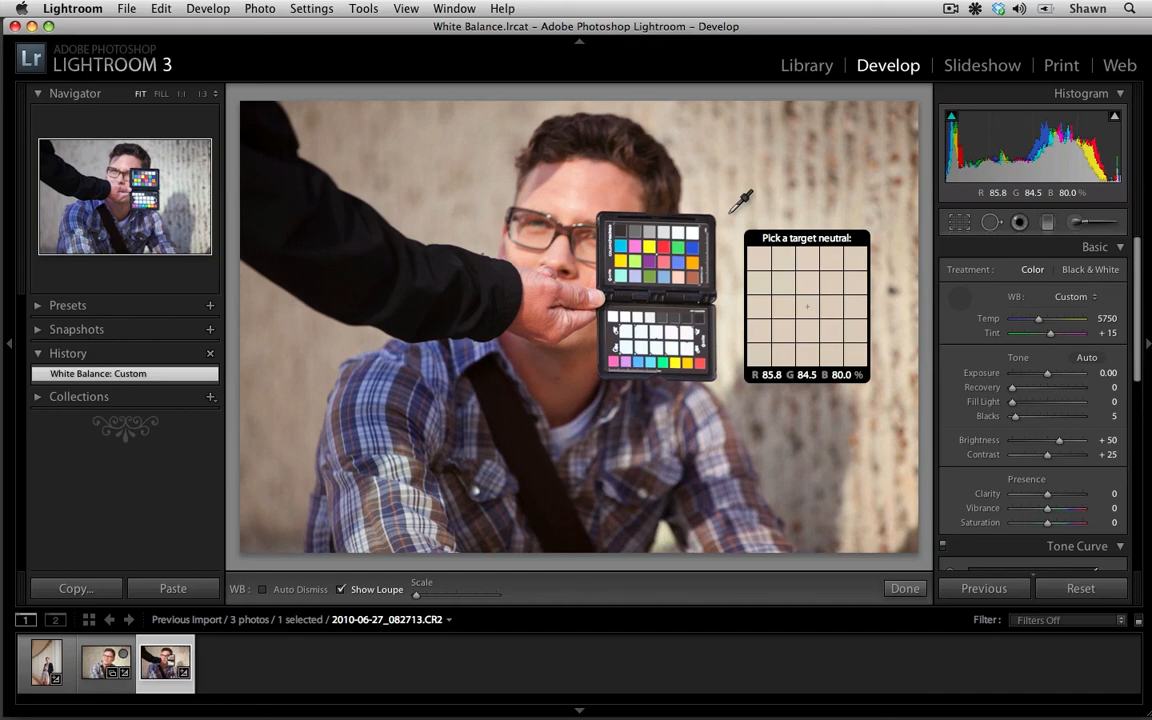 Lightroom File Edit Develop Photo Settings Tools View Window Help Shawn
White Balance.lrcat – Adobe Photoshop Lightroom – Develop
Lr ADOBE PHOTOSHOP
LIGHTROOM 3
Library | Develop | Slideshow | Print | Web
Navigator FIT FILL 1:1 1:3
Histogram
R 85.8 G 84.5 B 80.0 %
Presets
Snapshots
History
White Balance: Custom
Collections
Pick a target neutral:
R 85.8 G 84.5 B 80.0 %
Basic
Treatment : Color | Black & White
WB : Custom
Temp 5750
Tint + 15
Tone Auto
Exposure 0.00
Recovery 0
Fill Light 0
Blacks 5
Brightness + 50
Contrast + 25
Presence
Clarity 0
Vibrance 0
Saturation 0
Tone Curve
Copy... Paste
WB : Auto Dismiss Show Loupe Scale Done
Previous Reset
1 2 Previous Import / 3 photos / 1 selected / 2010-06-27_082713.CR2
Filter : Filters Off